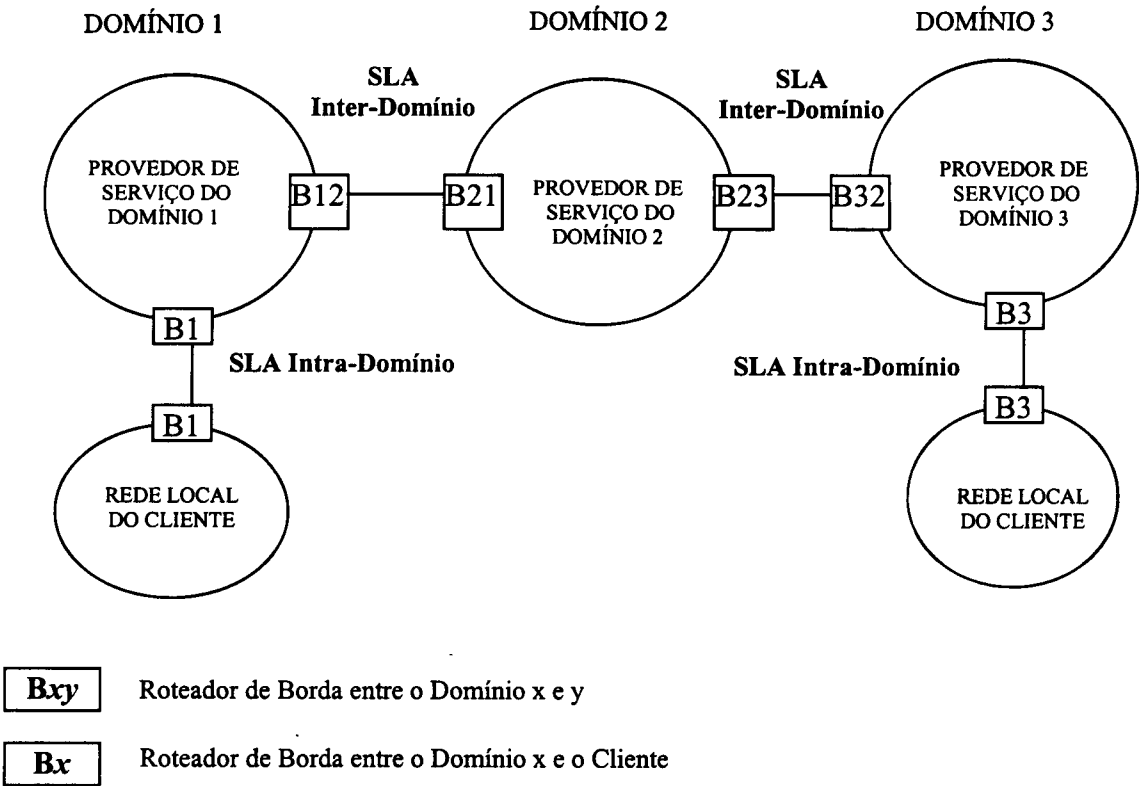 DOMÍNIO 1
DOMÍNIO 2
DOMÍNIO 3
SLA
Inter-Domínio
SLA
Inter-Domínio
PROVEDOR DE
SERVIÇO DO
DOMÍNIO 1
B12
B21
PROVEDOR DE
SERVIÇO DO
DOMÍNIO 2
B23
B32
PROVEDOR DE
SERVIÇO DO
DOMÍNIO 3
B1
SLA Intra-Domínio
B1
REDE LOCAL
DO CLIENTE
B3
SLA Intra-Domínio
B3
REDE LOCAL
DO CLIENTE
Bxy
Roteador de Borda entre o Domínio x e y
Bx
Roteador de Borda entre o Domínio x e o Cliente